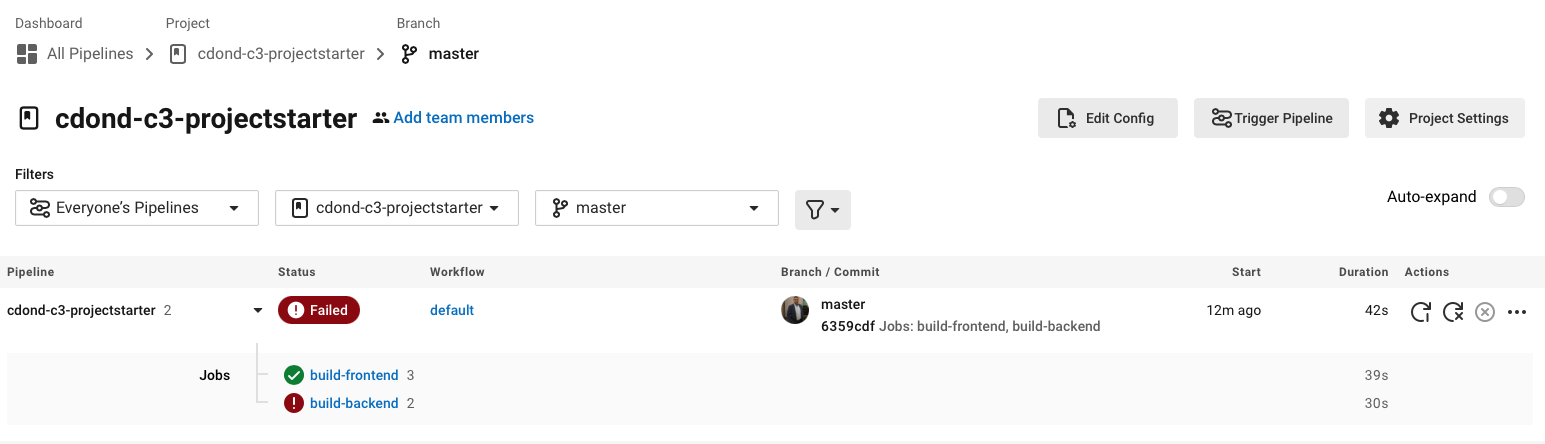 Dashboard Project Branch
All Pipelines cdond-c3-projectstarter master
cdond-c3-projectstarter Add team members Edit Config Trigger Pipeline Project Settings
Filters
Everyone’s Pipelines cdond-c3-projectstarter master Auto-expand
Pipeline Status Workflow Branch / Commit Start Duration Actions
cdond-c3-projectstarter 2 Failed default master 12m ago 42s
6359cdf Jobs: build-frontend, build-backend
Jobs build-frontend 3 39s
build-backend 2 30s